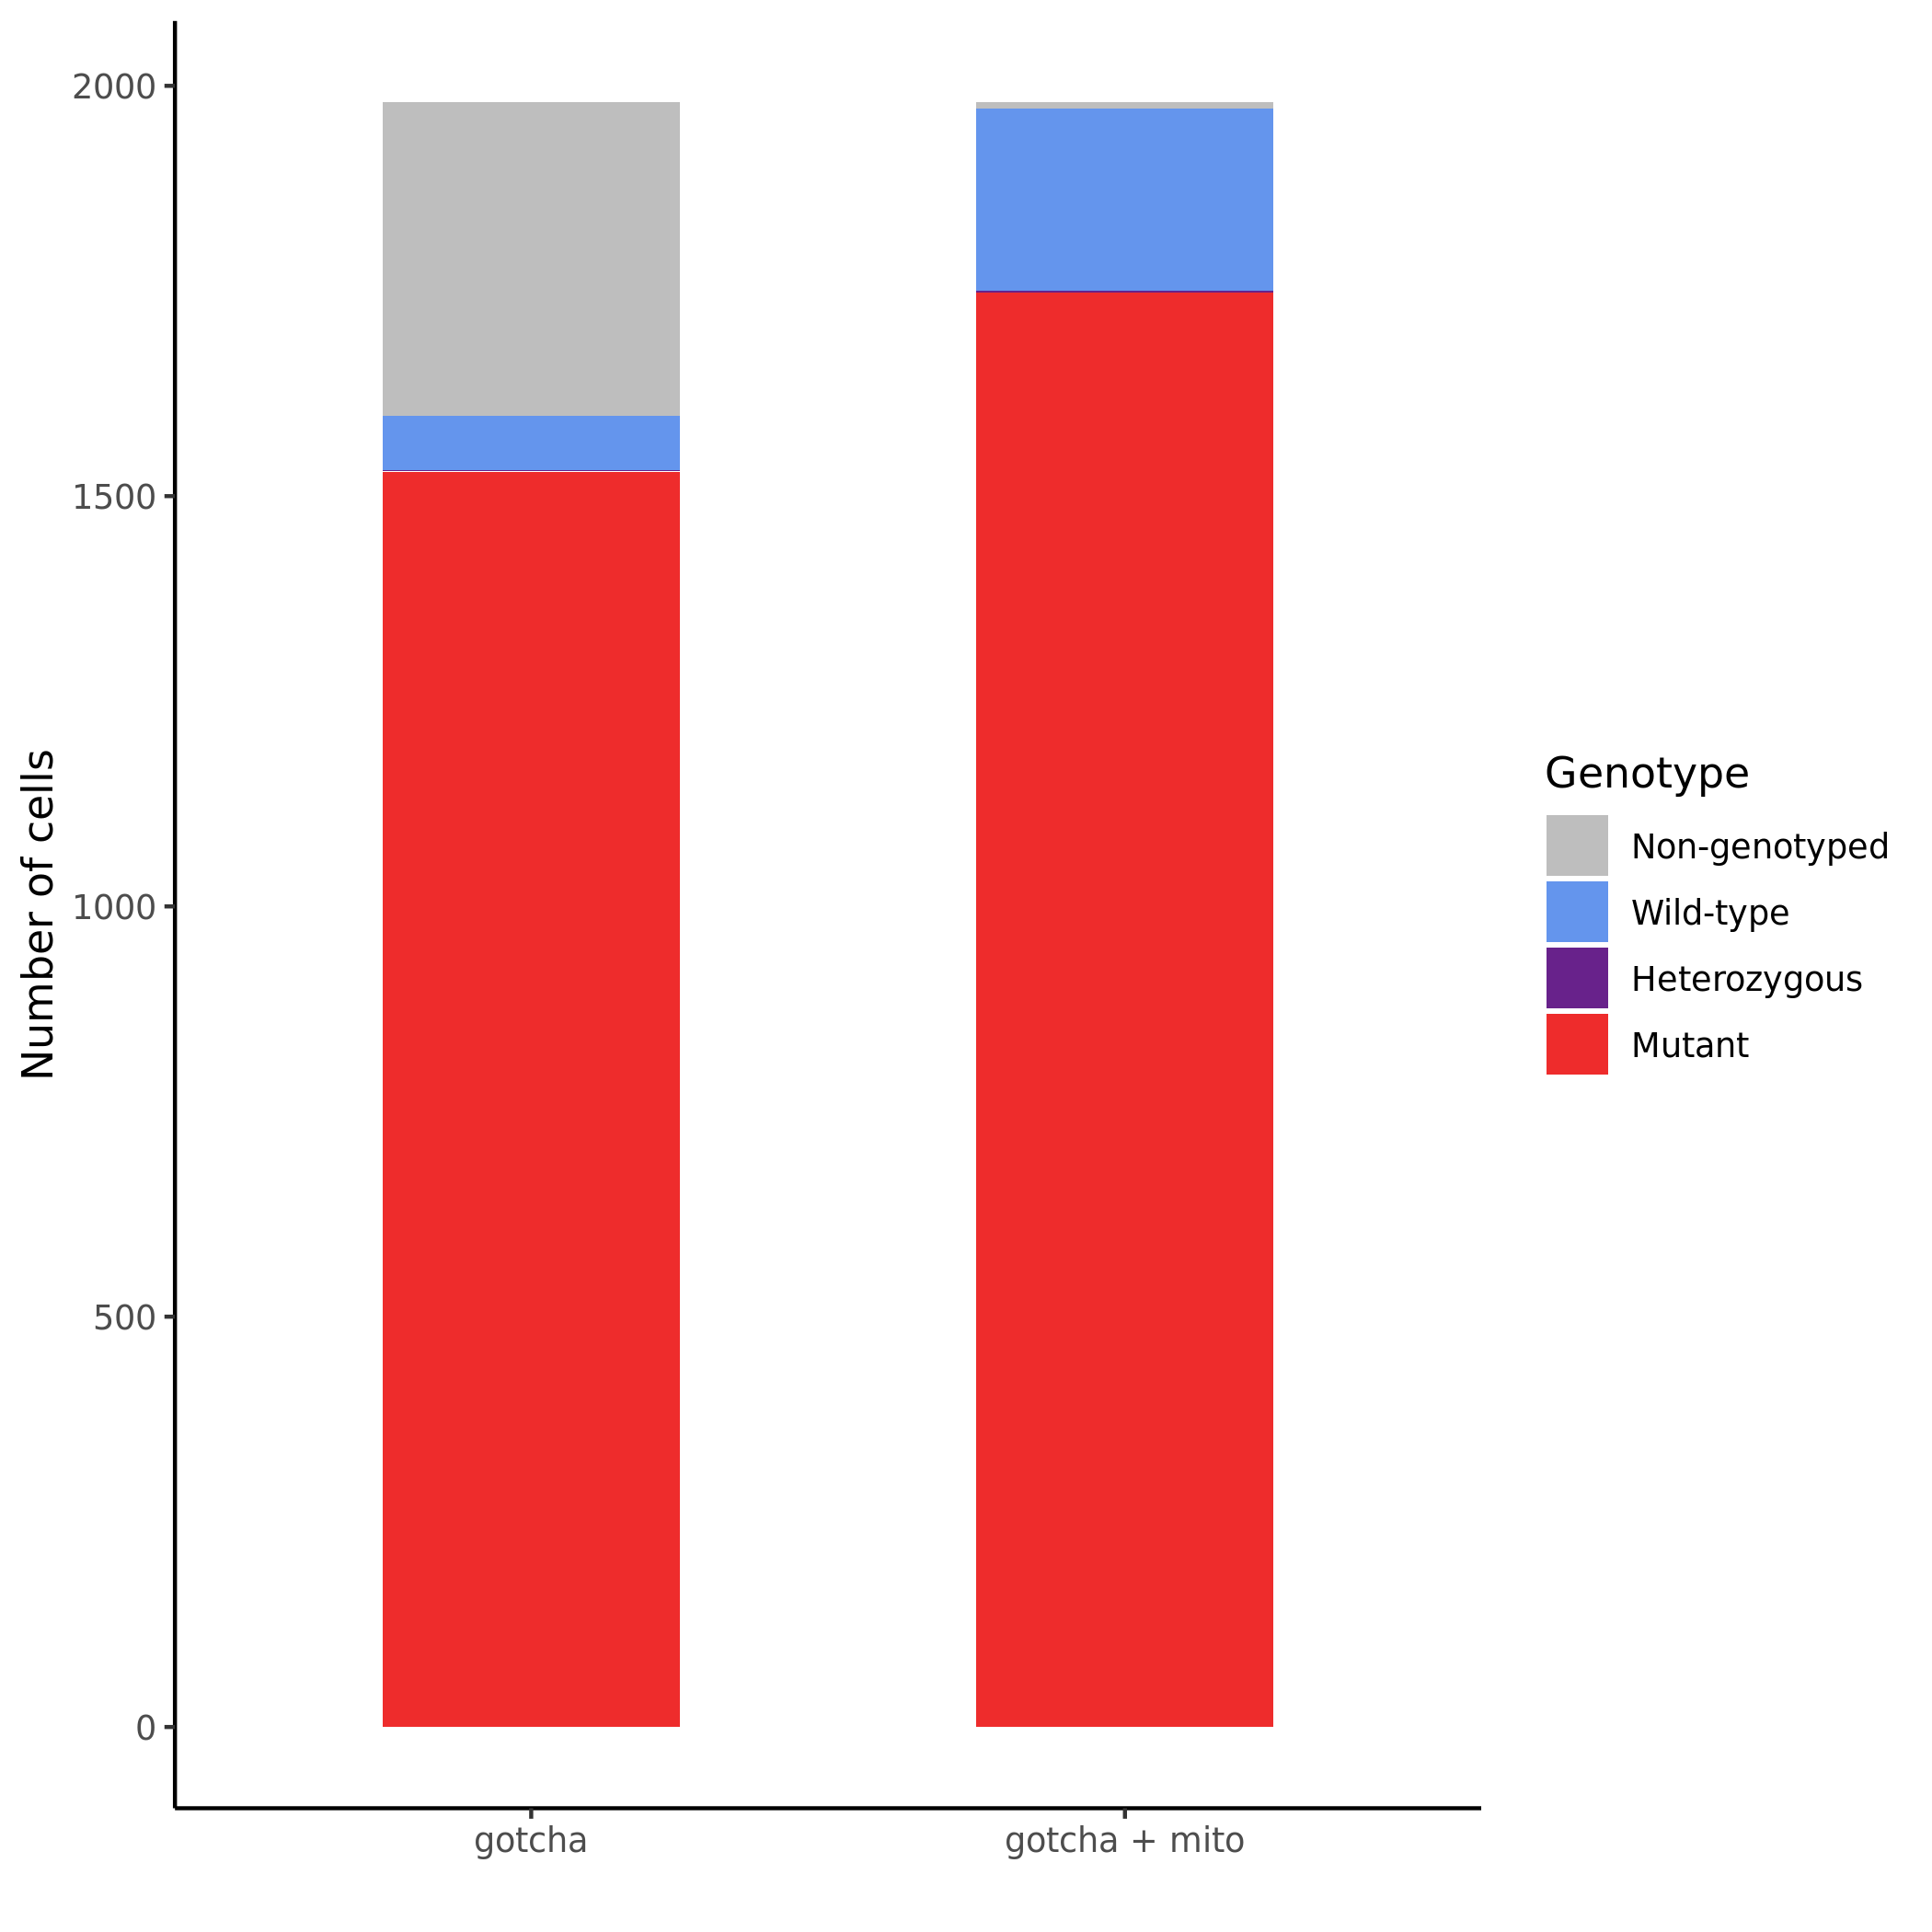 Number of cells
2000
1500
1000
500
0
gotcha
gotcha + mito
Genotype
Non-genotyped
Wild-type
Heterozygous
Mutant